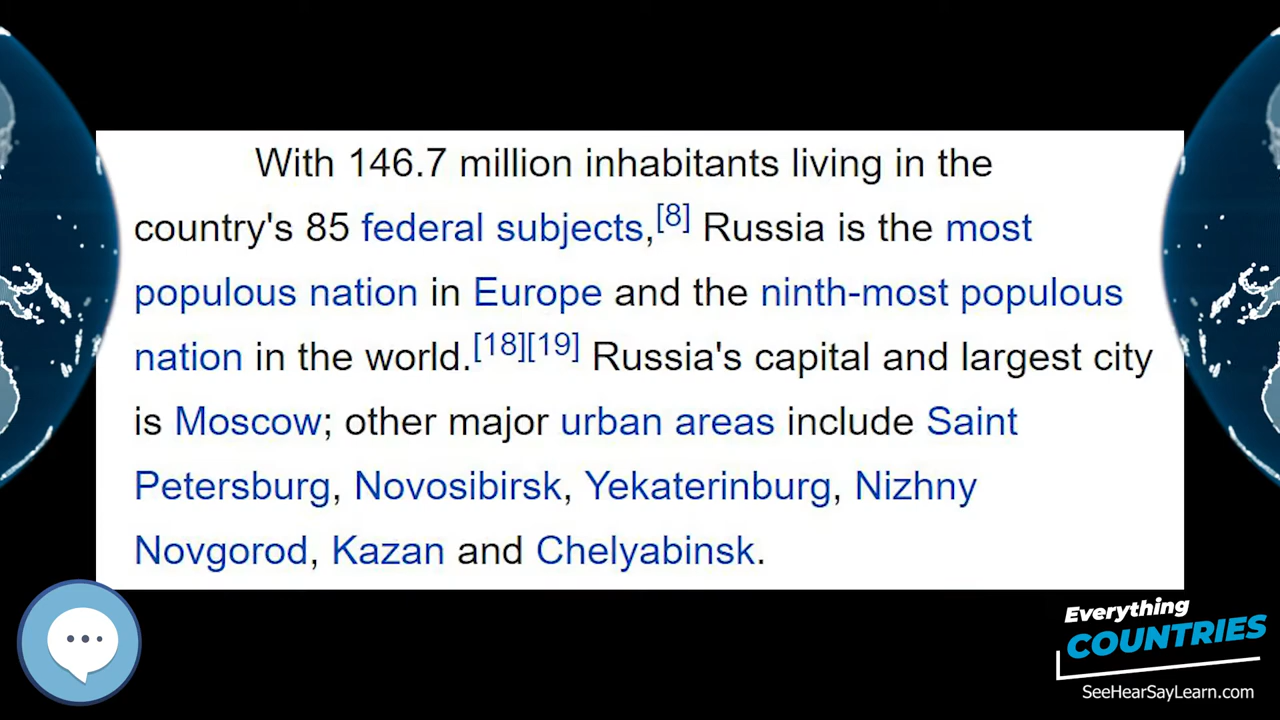 With 146.7 million inhabitants living in the
country's 85 federal subjects,[8] Russia is the most
populous nation in Europe and the ninth-most populous
nation in the world.[18][19] Russia's capital and largest city
is Moscow; other major urban areas include Saint
Petersburg, Novosibirsk, Yekaterinburg, Nizhny
Novgorod, Kazan and Chelyabinsk.
Everything
COUNTRIES
SeeHearSayLearn.com